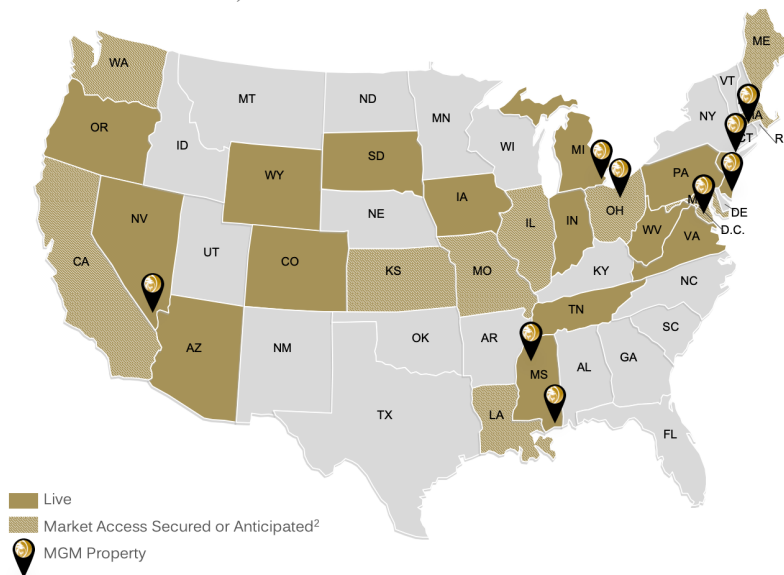 ME
WA
VT
MT
ND
MN
NY
OR
ID
WI
MI
CT
R
SD
WY
PA
IA
NV
NE
OH
IN
IL
DE
D.C.
WV
VA
UT
CA
CO
KS
MO
KY
NC
TN
AZ
NM
OK
AR
SC
GA
AL
MS
TX
LA
FL
Live
Market Access Secured or Anticipated²
MGM Property